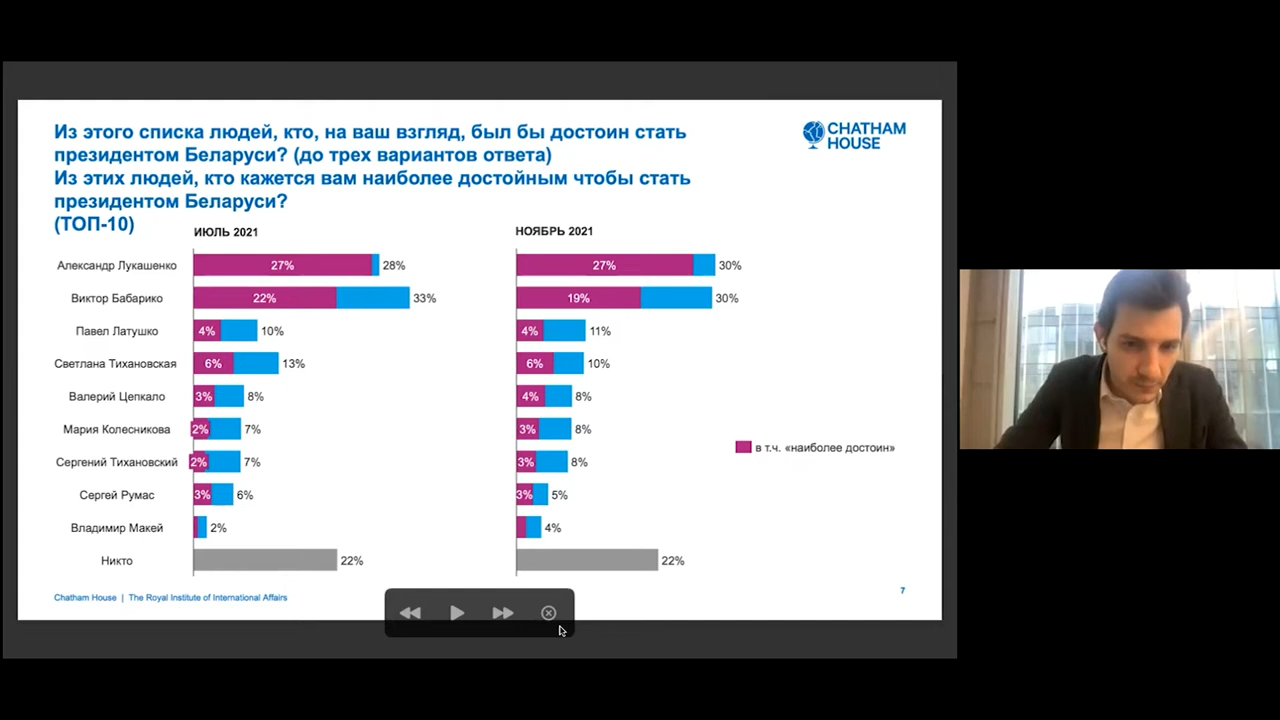 Из этого списка людей, кто, на ваш взгляд, был бы достоин стать
президентом Беларуси? (до трех вариантов ответа)
Из этих людей, кто кажется вам наиболее достойным чтобы стать
президентом Беларуси?
(ТОП-10)
CHATHAM
HOUSE
ИЮЛЬ 2021
НОЯБРЬ 2021
Александр Лукашенко 27% 28% 27% 30%
Виктор Бабарико 22% 33% 19% 30%
Павел Латушко 4% 10% 4% 11%
Светлана Тихановская 6% 13% 6% 10%
Валерий Цепкало 3% 8% 4% 8%
Мария Колесникова 2% 7% 3% 8%
Сергений Тихановский 2% 7% 3% 8%
Сергей Румас 3% 6% 3% 5%
Владимир Макей 2% 4%
Никто 22% 22%
в т.ч. «наиболее достоин»
Chatham House | The Royal Institute of International Affairs
7